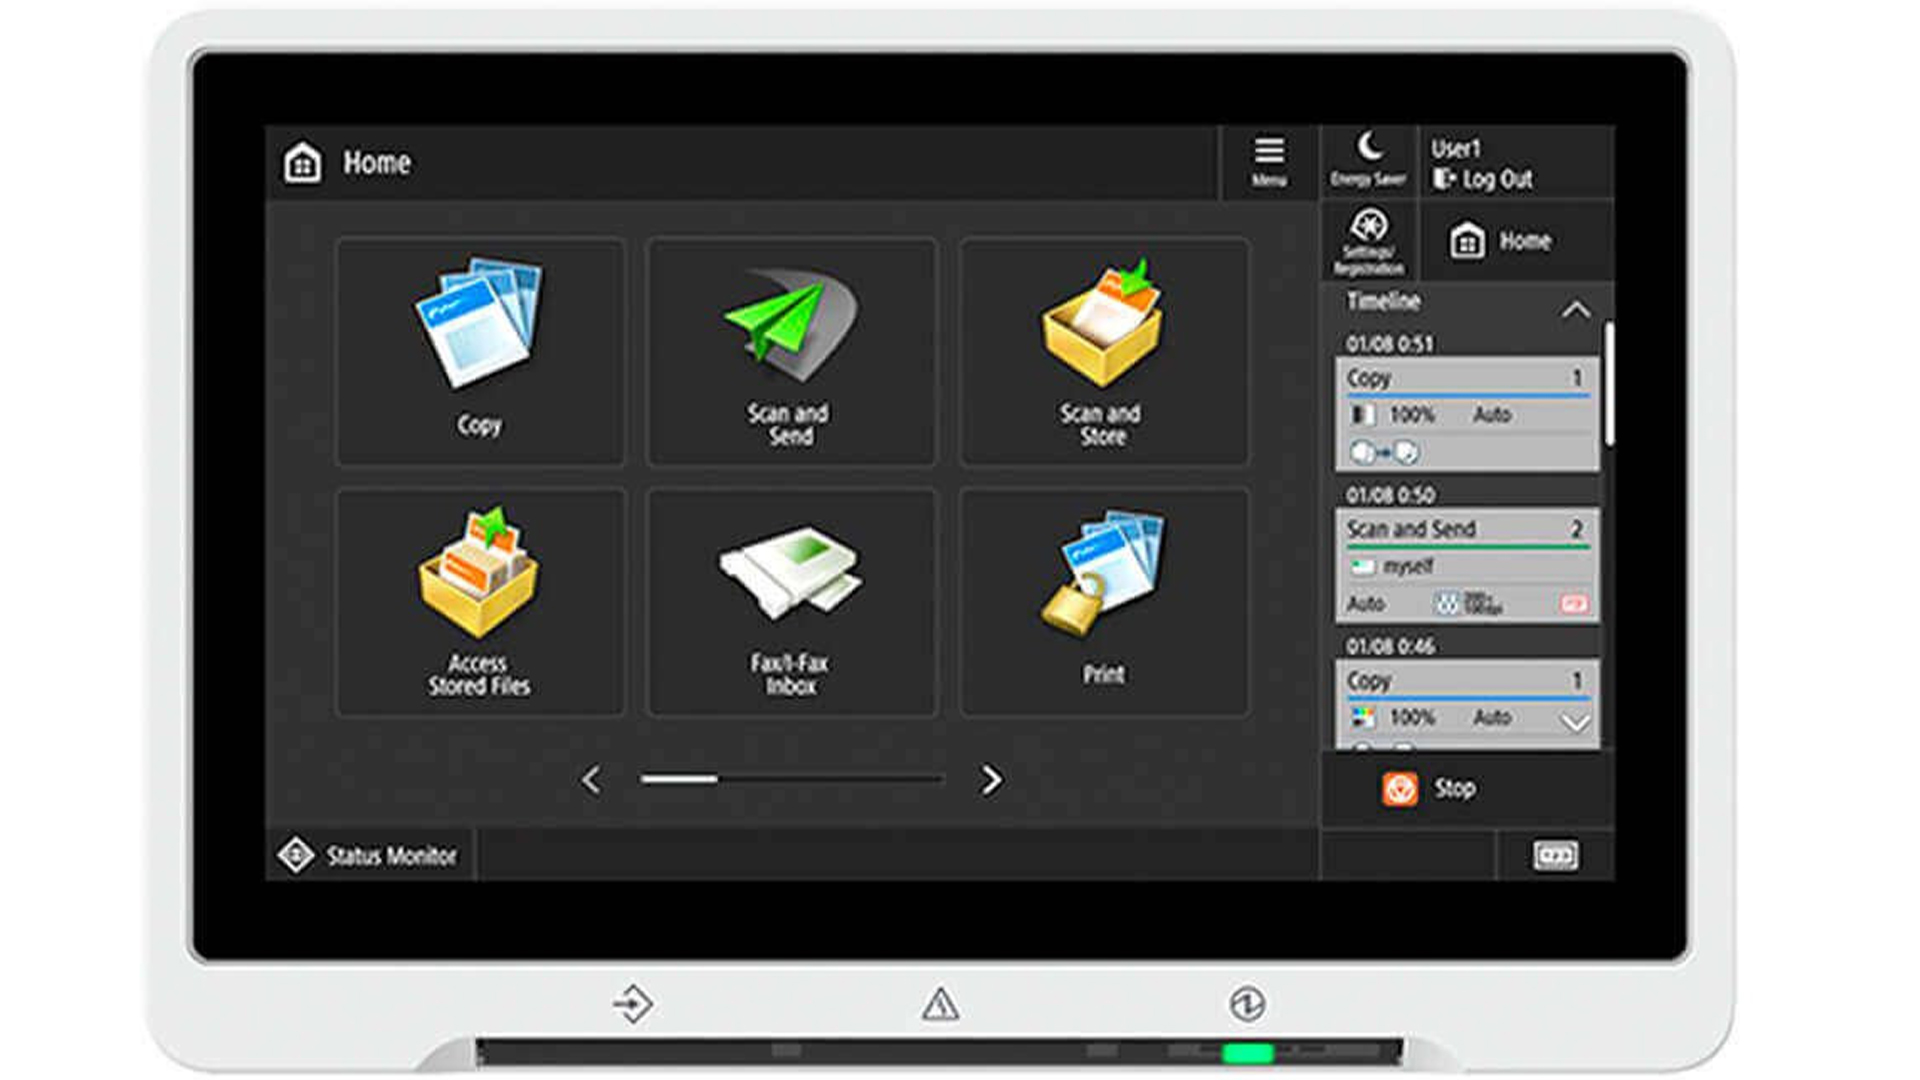 Home
Menu
Energy Saver
User1
Log Out
Settings/
Registration
Home
Copy
Scan and
Send
Scan and
Store
Access
Stored Files
Fax/I-Fax
Inbox
Print
Timeline
01/08 0:51
Copy 1
100% Auto
01/08 0:50
Scan and Send 2
myself
Auto
01/08 0:46
Copy 1
100% Auto
Stop
Status Monitor